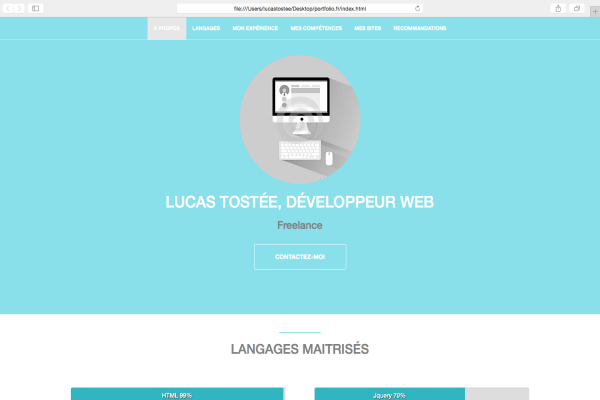 file:///Users/lucastostee/Desktop/portfolio.fr/index.html
À PROPOS LANGAGES MON EXPÉRIENCE MES COMPÉTENCES MES SITES RECOMMANDATIONS
LUCAS TOSTÉE, DÉVELOPPEUR WEB
Freelance
CONTACTEZ-MOI
LANGAGES MAITRISÉS
HTML 99% Jquery 70%